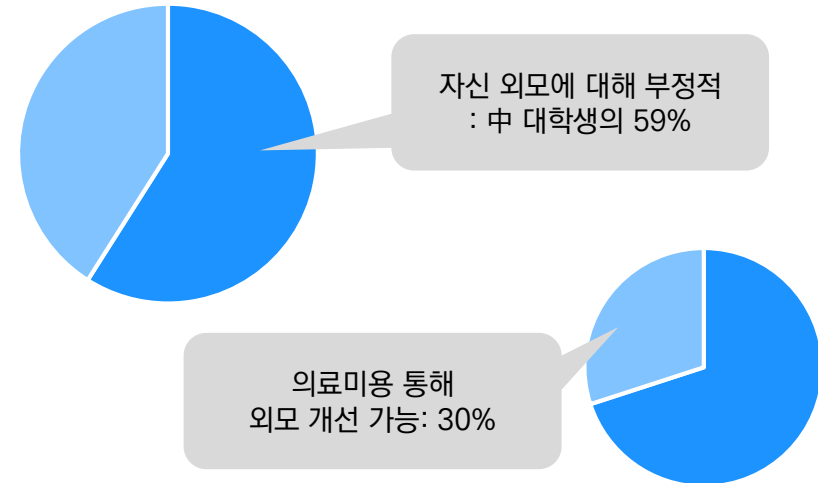 자신 외모에 대해 부정적
: 中 대학생의 59%
의료미용 통해
외모 개선 가능: 30%